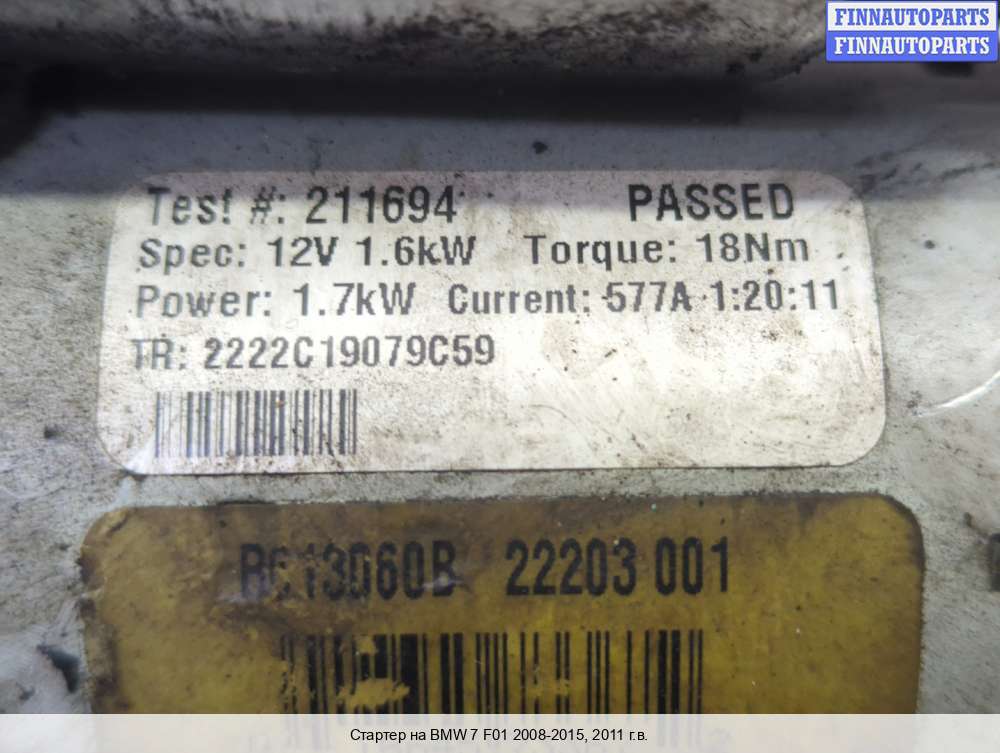 FINNAUTOPARTS
FINNAUTOPARTS
Test #: 211694 PASSED
Spec: 12V 1.6kW Torque: 18Nm
Power: 1.7kW Current: 577A 1:20:11
TR: 2222C19079C59
22203 001
Стартер на BMW 7 F01 2008-2015, 2011 г.в.